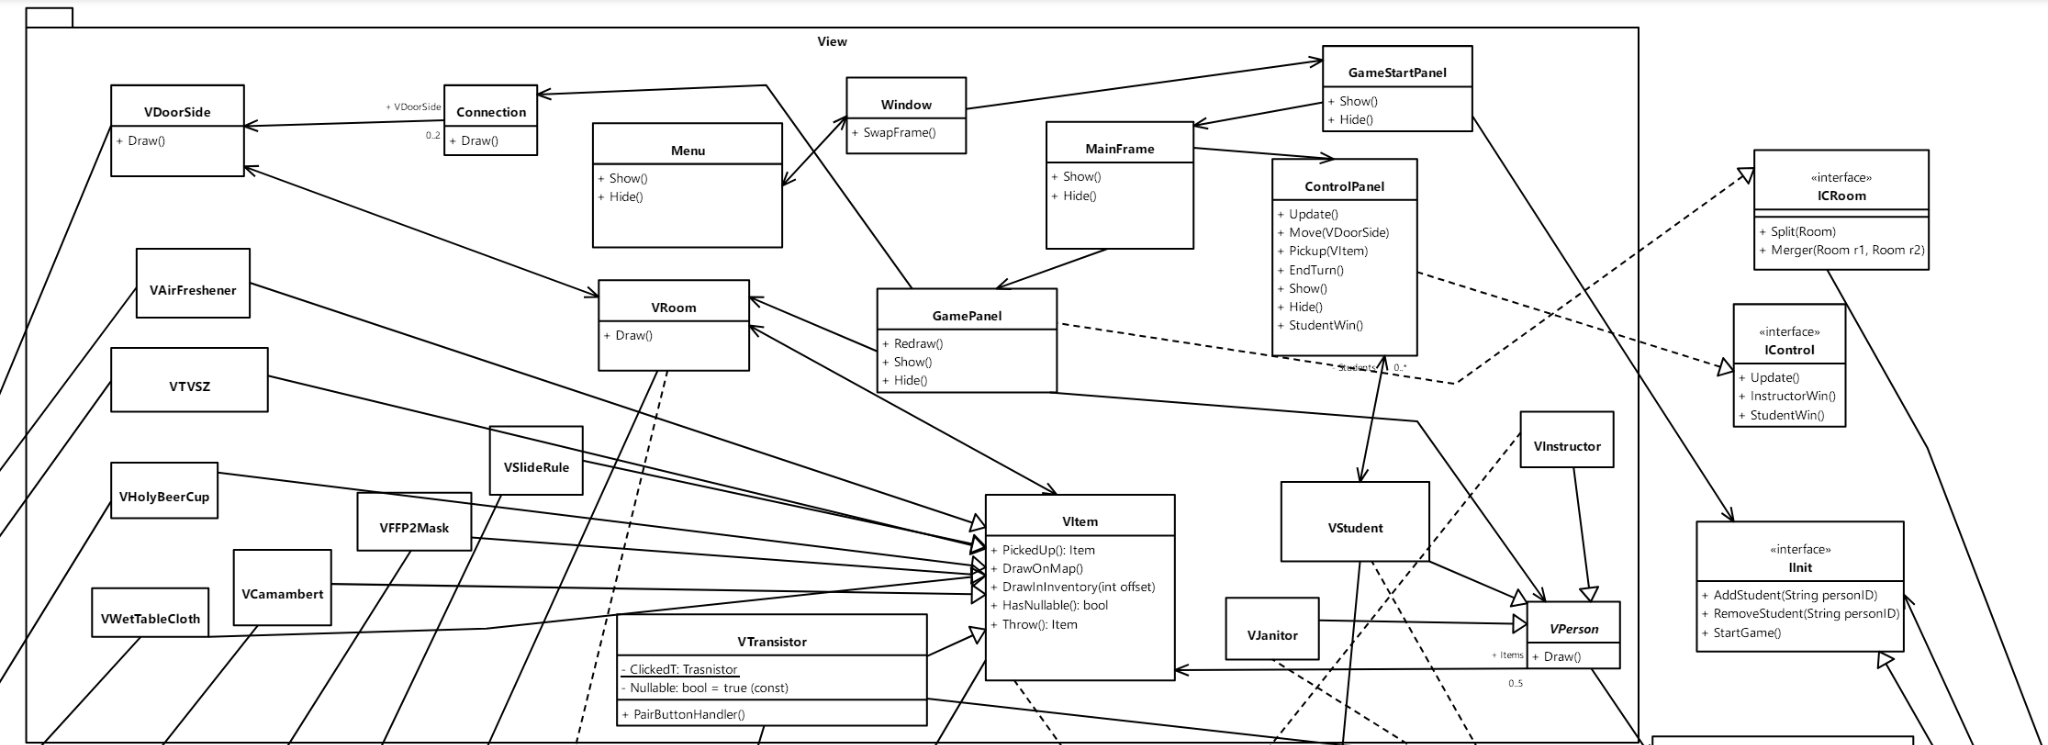 View
VDoorSide
+ Draw()
+ VDoorSide
0..2
Connection
+ Draw()
Menu
+ Show()
+ Hide()
Window
+ SwapFrame()
GameStartPanel
+ Show()
+ Hide()
MainFrame
+ Show()
+ Hide()
ControlPanel
+ Update()
+ Move(VDoorSide)
+ Pickup(VItem)
+ EndTurn()
+ Show()
+ Hide()
+ StudentWin()
- Students
0..*
«interface»
ICRoom
+ Split(Room)
+ Merger(Room r1, Room r2)
«interface»
IControl
+ Update()
+ InstructorWin()
+ StudentWin()
VAirFreshener
VRoom
+ Draw()
GamePanel
+ Redraw()
+ Show()
+ Hide()
VTVSZ
VSlideRule
VHolyBeerCup
VFFP2Mask
VCamambert
VWetTableCloth
VItem
+ PickedUp(): Item
+ DrawOnMap()
+ DrawInInventory(int offset)
+ HasNullable(): bool
+ Throw(): Item
VTransistor
- ClickedT: Trasnistor
- Nullable: bool = true (const)
+ PairButtonHandler()
VStudent
VInstructor
VJanitor
VPerson
+ Draw()
+ Items
0..5
«interface»
IInit
+ AddStudent(String personID)
+ RemoveStudent(String personID)
+ StartGame()